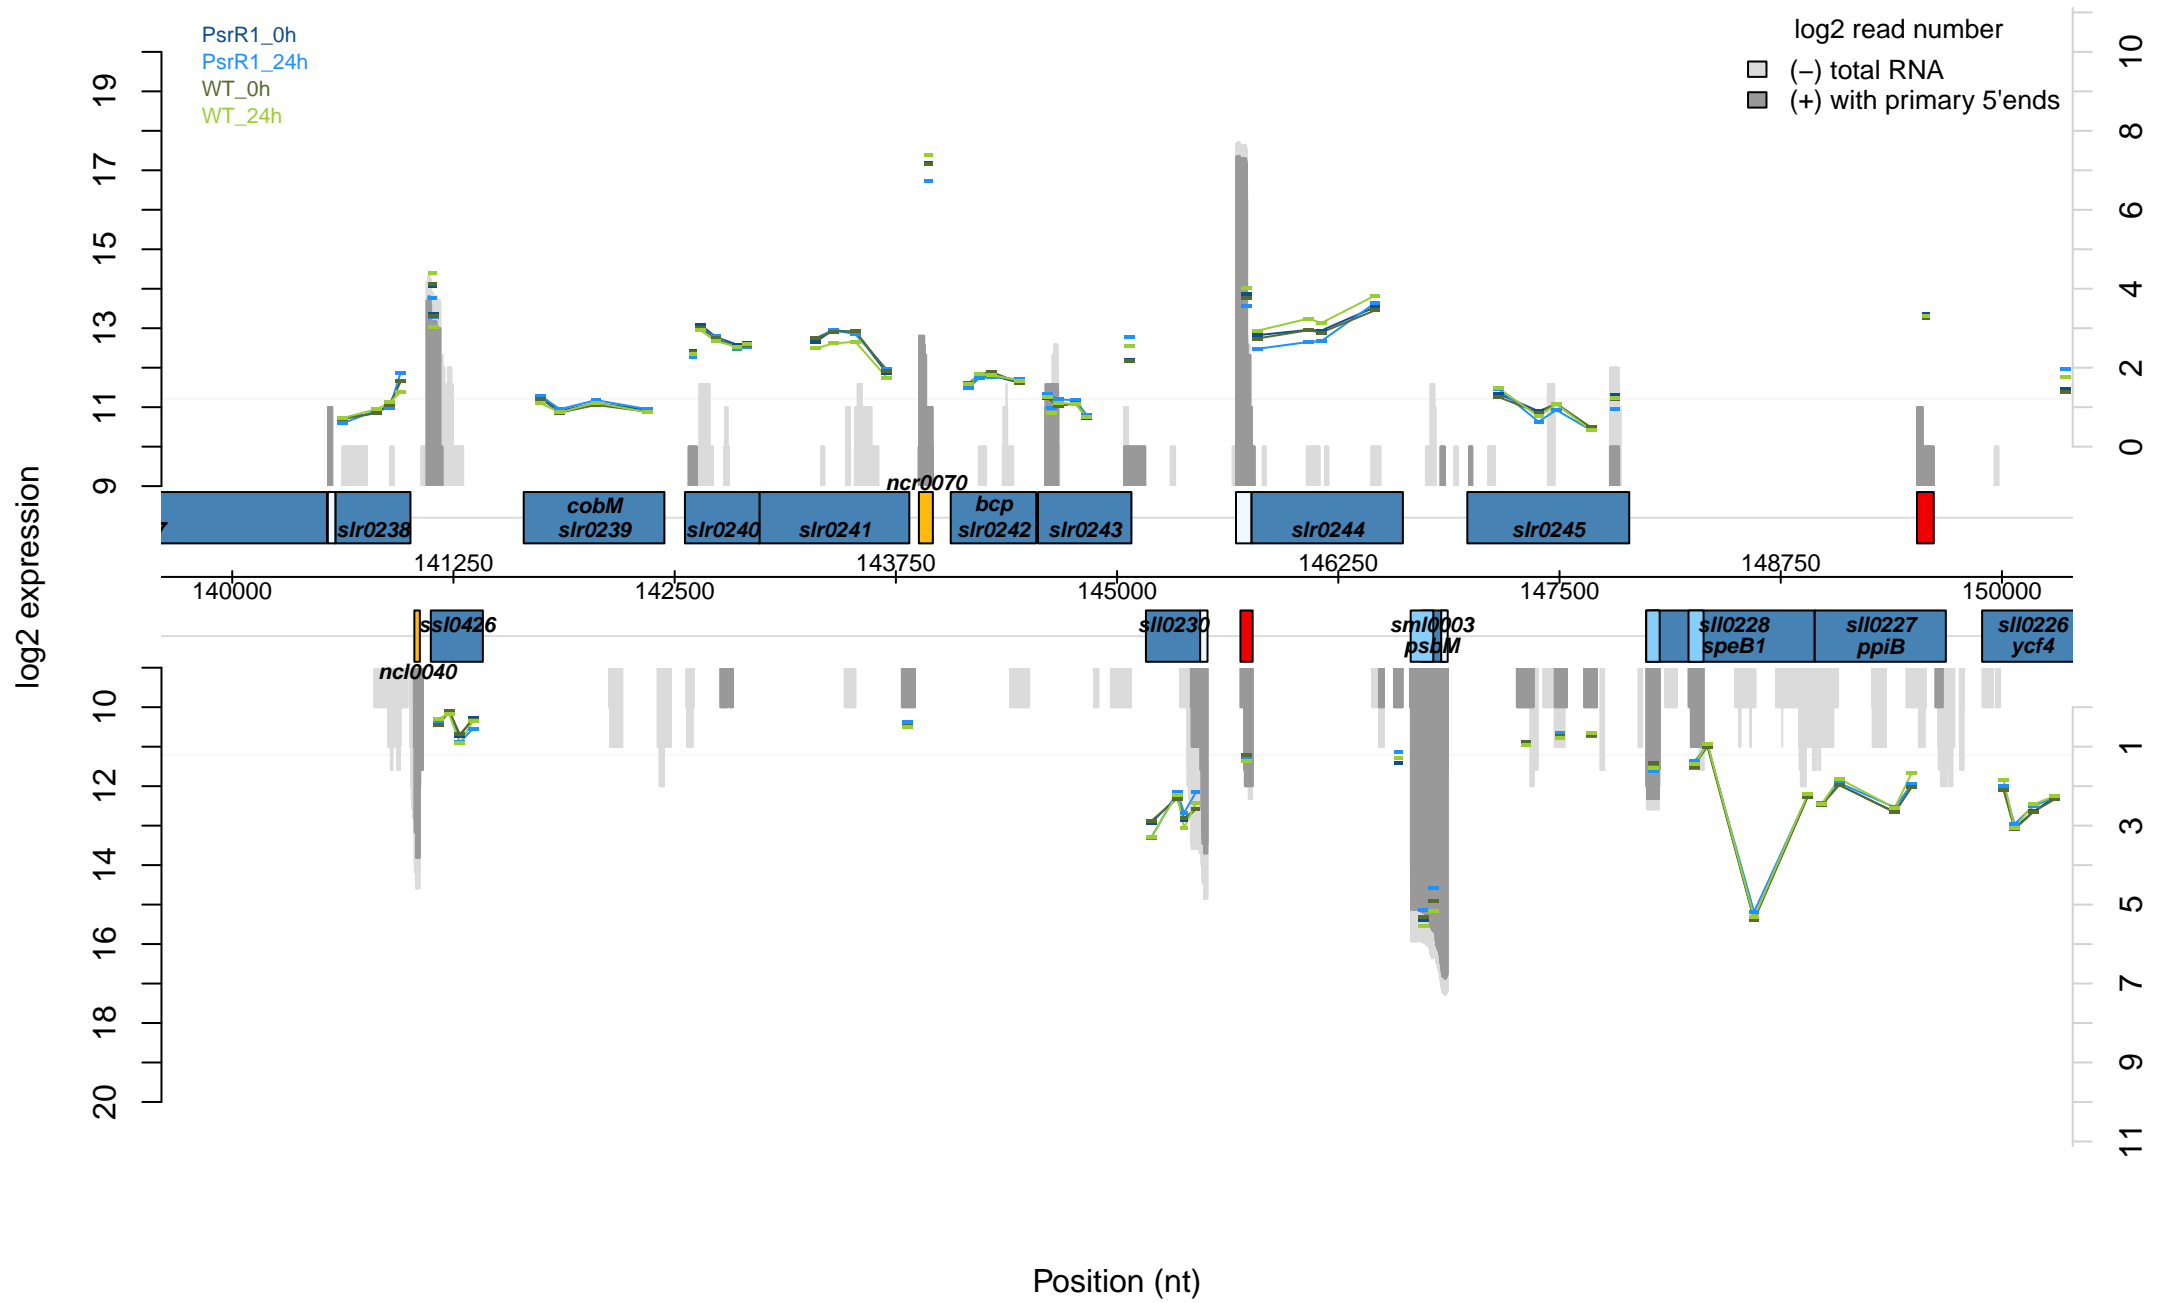 PsrR1_0h
PsrR1_24h
WT_0h
WT_24h
log2 read number
(−) total RNA
(+) with primary 5'ends
log2 expression
19
17
15
13
11
9
10
8
6
4
2
0
ncr0070
7
slr0238
cobM
slr0239
slr0240
slr0241
bcp
slr0242
slr0243
slr0244
slr0245
141250
143750
146250
148750
140000
142500
145000
147500
150000
ssl0426
ncl0040
sll0230
sml0003
psbM
sll0228
speB1
sll0227
ppiB
sll0226
ycf4
10
12
14
16
18
20
1
3
5
7
9
11
Position (nt)